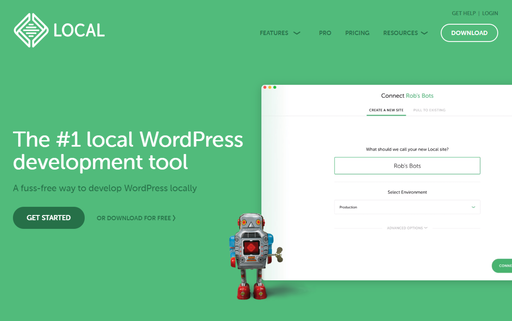 GET HELP | LOGIN
LOCAL
FEATURES
PRO
PRICING
RESOURCES
DOWNLOAD
The #1 local WordPress
development tool
A fuss-free way to develop WordPress locally
GET STARTED
OR DOWNLOAD FOR FREE ❯
Connect Rob's Bots
CREATE A NEW SITE
PULL TO EXISTING
What should we call your new Local site?
Rob's Bots
Select Environment
Production
ADVANCED OPTIONS